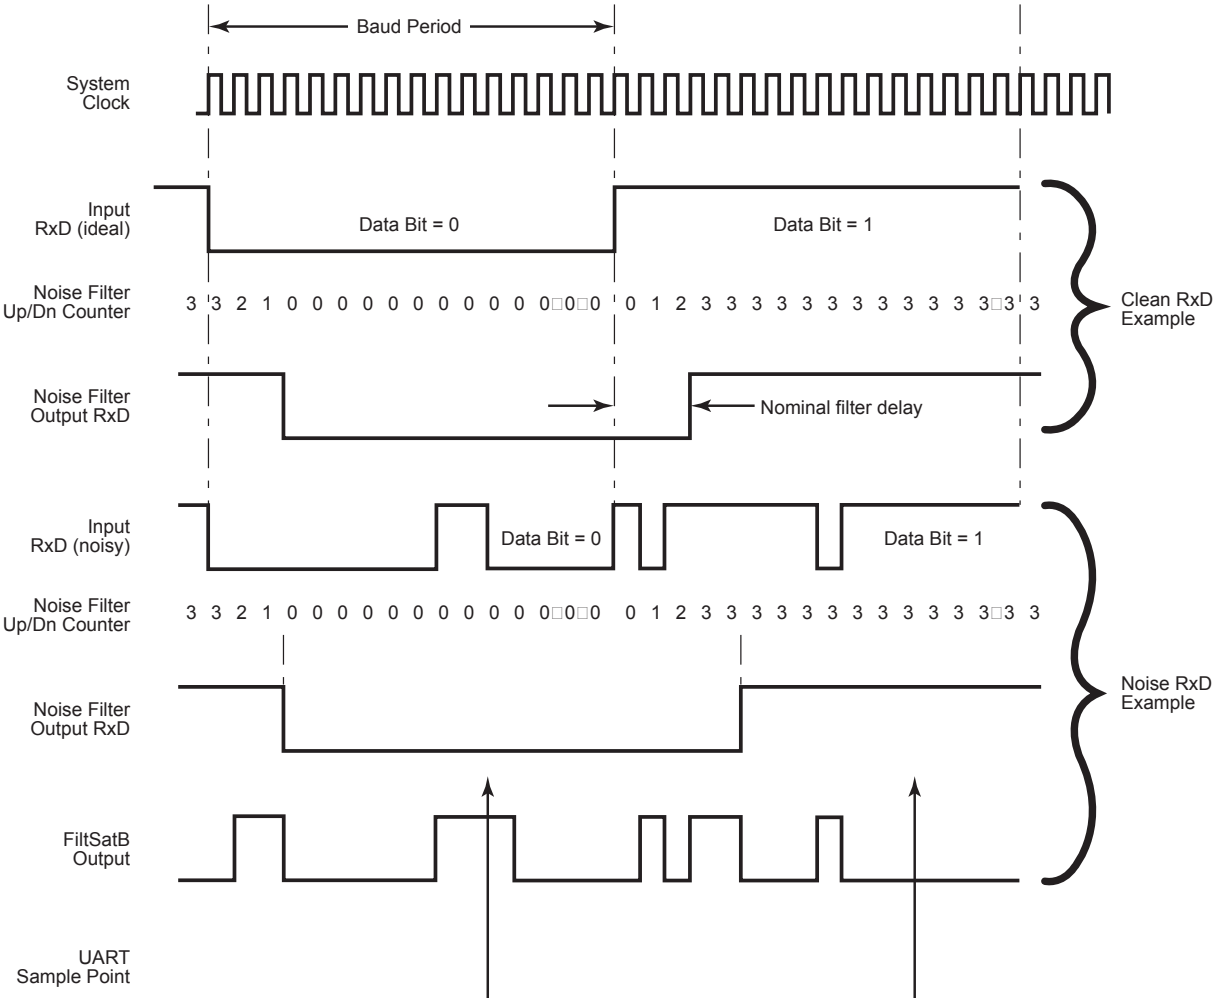 Baud Period
System
Clock
Input
RxD (ideal)
Data Bit = 0
Data Bit = 1
Noise Filter
Up/Dn Counter
3 3 2 1 0 0 0 0 0 0 0 0 0 0 0□0□0 0 1 2 3 3 3 3 3 3 3 3 3 3 3 3□3 3
Clean RxD
Example
Noise Filter
Output RxD
Nominal filter delay
Input
RxD (noisy)
Data Bit = 0
Data Bit = 1
Noise Filter
Up/Dn Counter
3 3 2 1 0 0 0 0 0 0 0 0 0 0 0□0□0 0 1 2 3 3 3 3 3 3 3 3 3 3 3 3□3 3
Noise RxD
Example
Noise Filter
Output RxD
FiltSatB
Output
UART
Sample Point